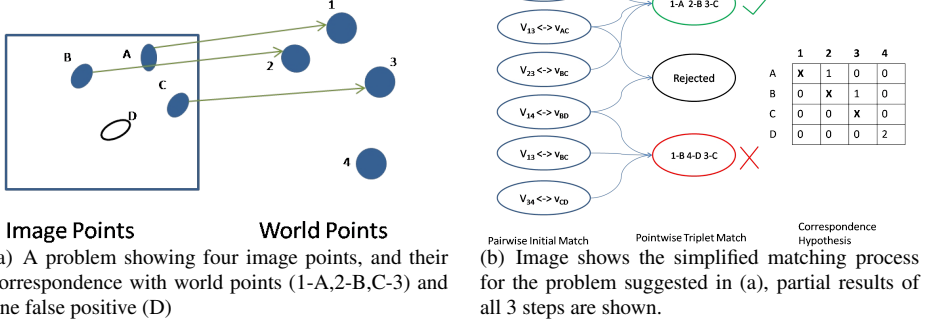 1
A
B
2
3
C
D
4
Image Points
World Points
a) A problem showing four image points, and their
orrespondence with world points (1-A,2-B,C-3) and
ne false positive (D)
1-A 2-B 3-C
V13 <-> vAC
V23 <-> vBC
Rejected
V14 <-> vBD
V13 <-> vBC
1-B 4-D 3-C
V34 <-> vCD
1 2 3 4
A X 1 0 0
B 0 X 1 0
C 0 0 X 0
D 0 0 0 2
Pairwise Initial Match
Pointwise Triplet Match
Correspondence
Hypothesis
(b) Image shows the simplified matching process
for the problem suggested in (a), partial results of
all 3 steps are shown.